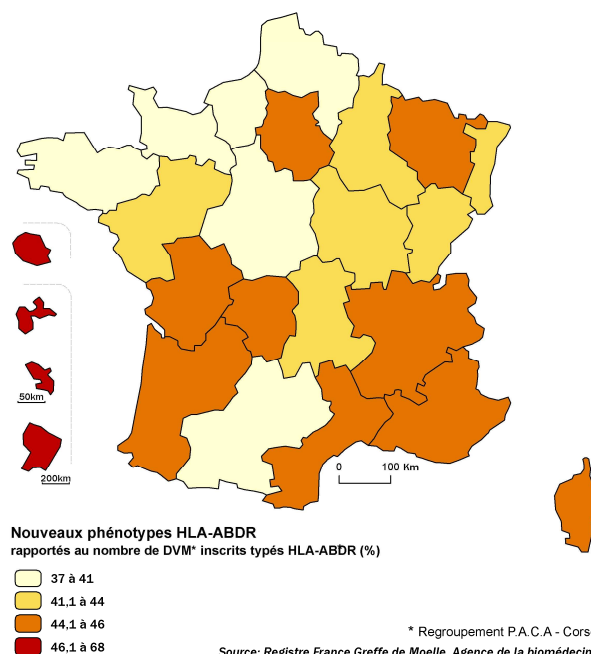 50km
200km
0 100 Km
Nouveaux phénotypes HLA-ABDR
rapportés au nombre de DVM* inscrits typés HLA-ABDR (%)
37 à 41
41,1 à 44
44,1 à 46
46,1 à 68
* Regroupement P.A.C.A - Cors
Source: Registre France Greffe de Moelle, Agence de la biomédecin